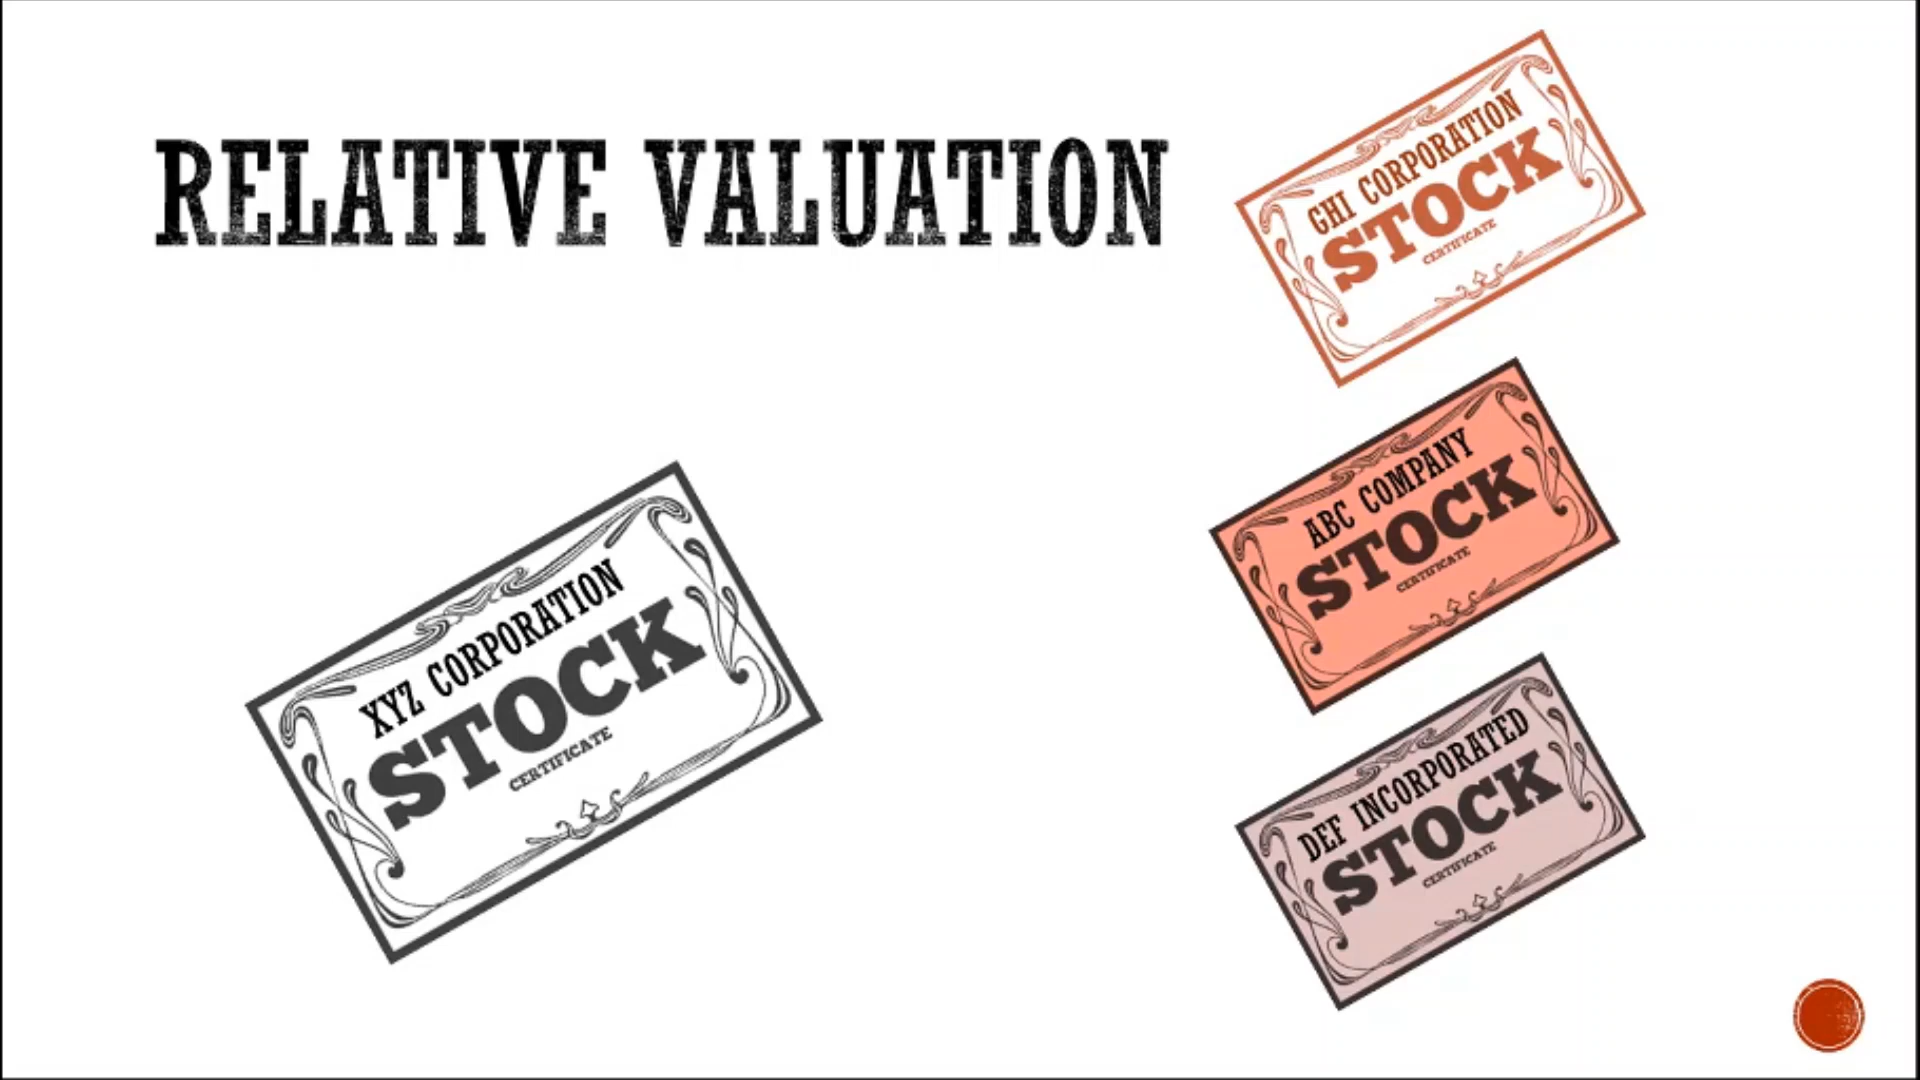 RELATIVE VALUATION
GHI CORPORATION
STOCK
CERTIFICATE
ABC COMPANY
STOCK
CERTIFICATE
XYZ CORPORATION
STOCK
CERTIFICATE
DEF INCORPORATED
STOCK
CERTIFICATE